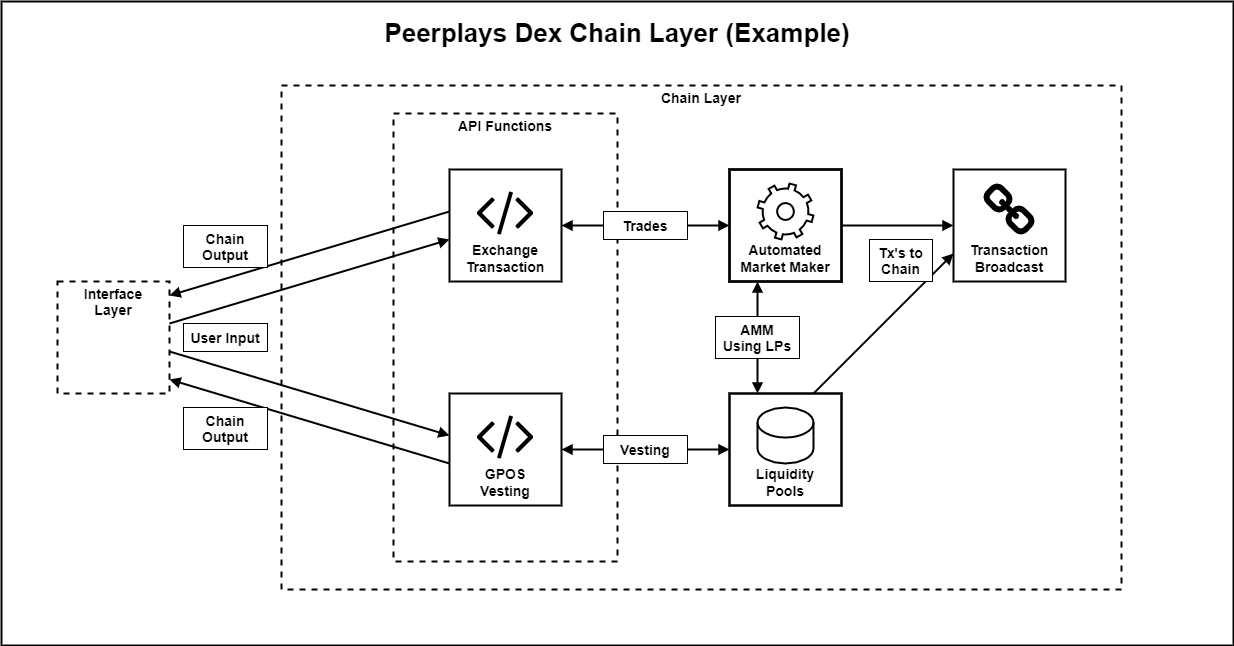 Peerplays Dex Chain Layer (Example)
Chain Layer
API Functions
Exchange
Transaction
Trades
Automated
Market Maker
Transaction
Broadcast
Tx's to
Chain
Chain
Output
Interface
Layer
User Input
AMM
Using LPs
Chain
Output
GPOS
Vesting
Vesting
Liquidity
Pools